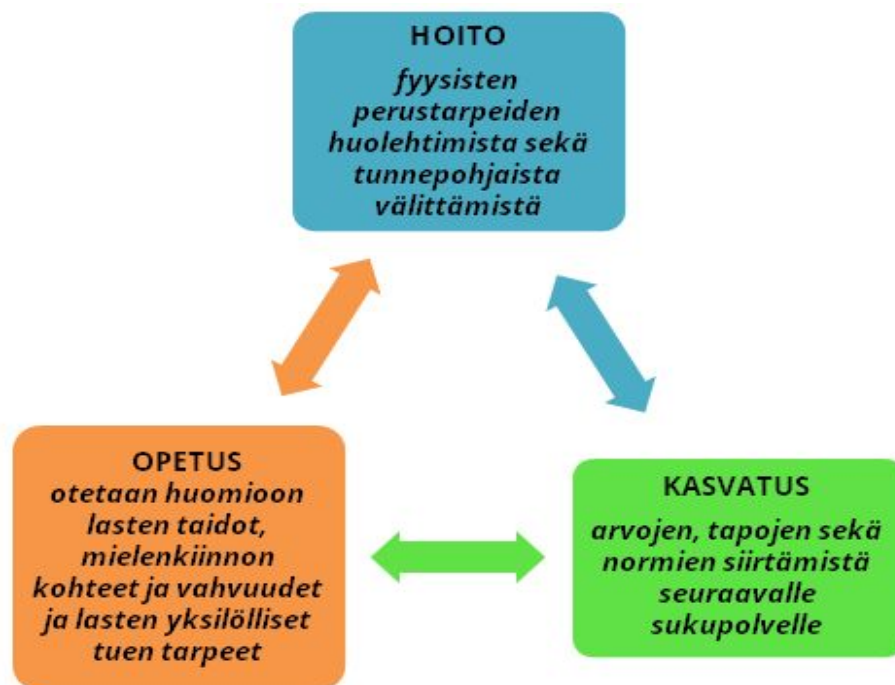 HOITO
fyysisten
perustarpeiden
huolehtimista sekä
tunnepohjaista
välittämistä
OPETUS
otetaan huomioon
lasten taidot,
mielenkiinnon
kohteet ja vahvuudet
ja lasten yksilölliset
tuen tarpeet
KASVATUS
arvojen, tapojen sekä
normien siirtämistä
seuraavalle
sukupolvelle